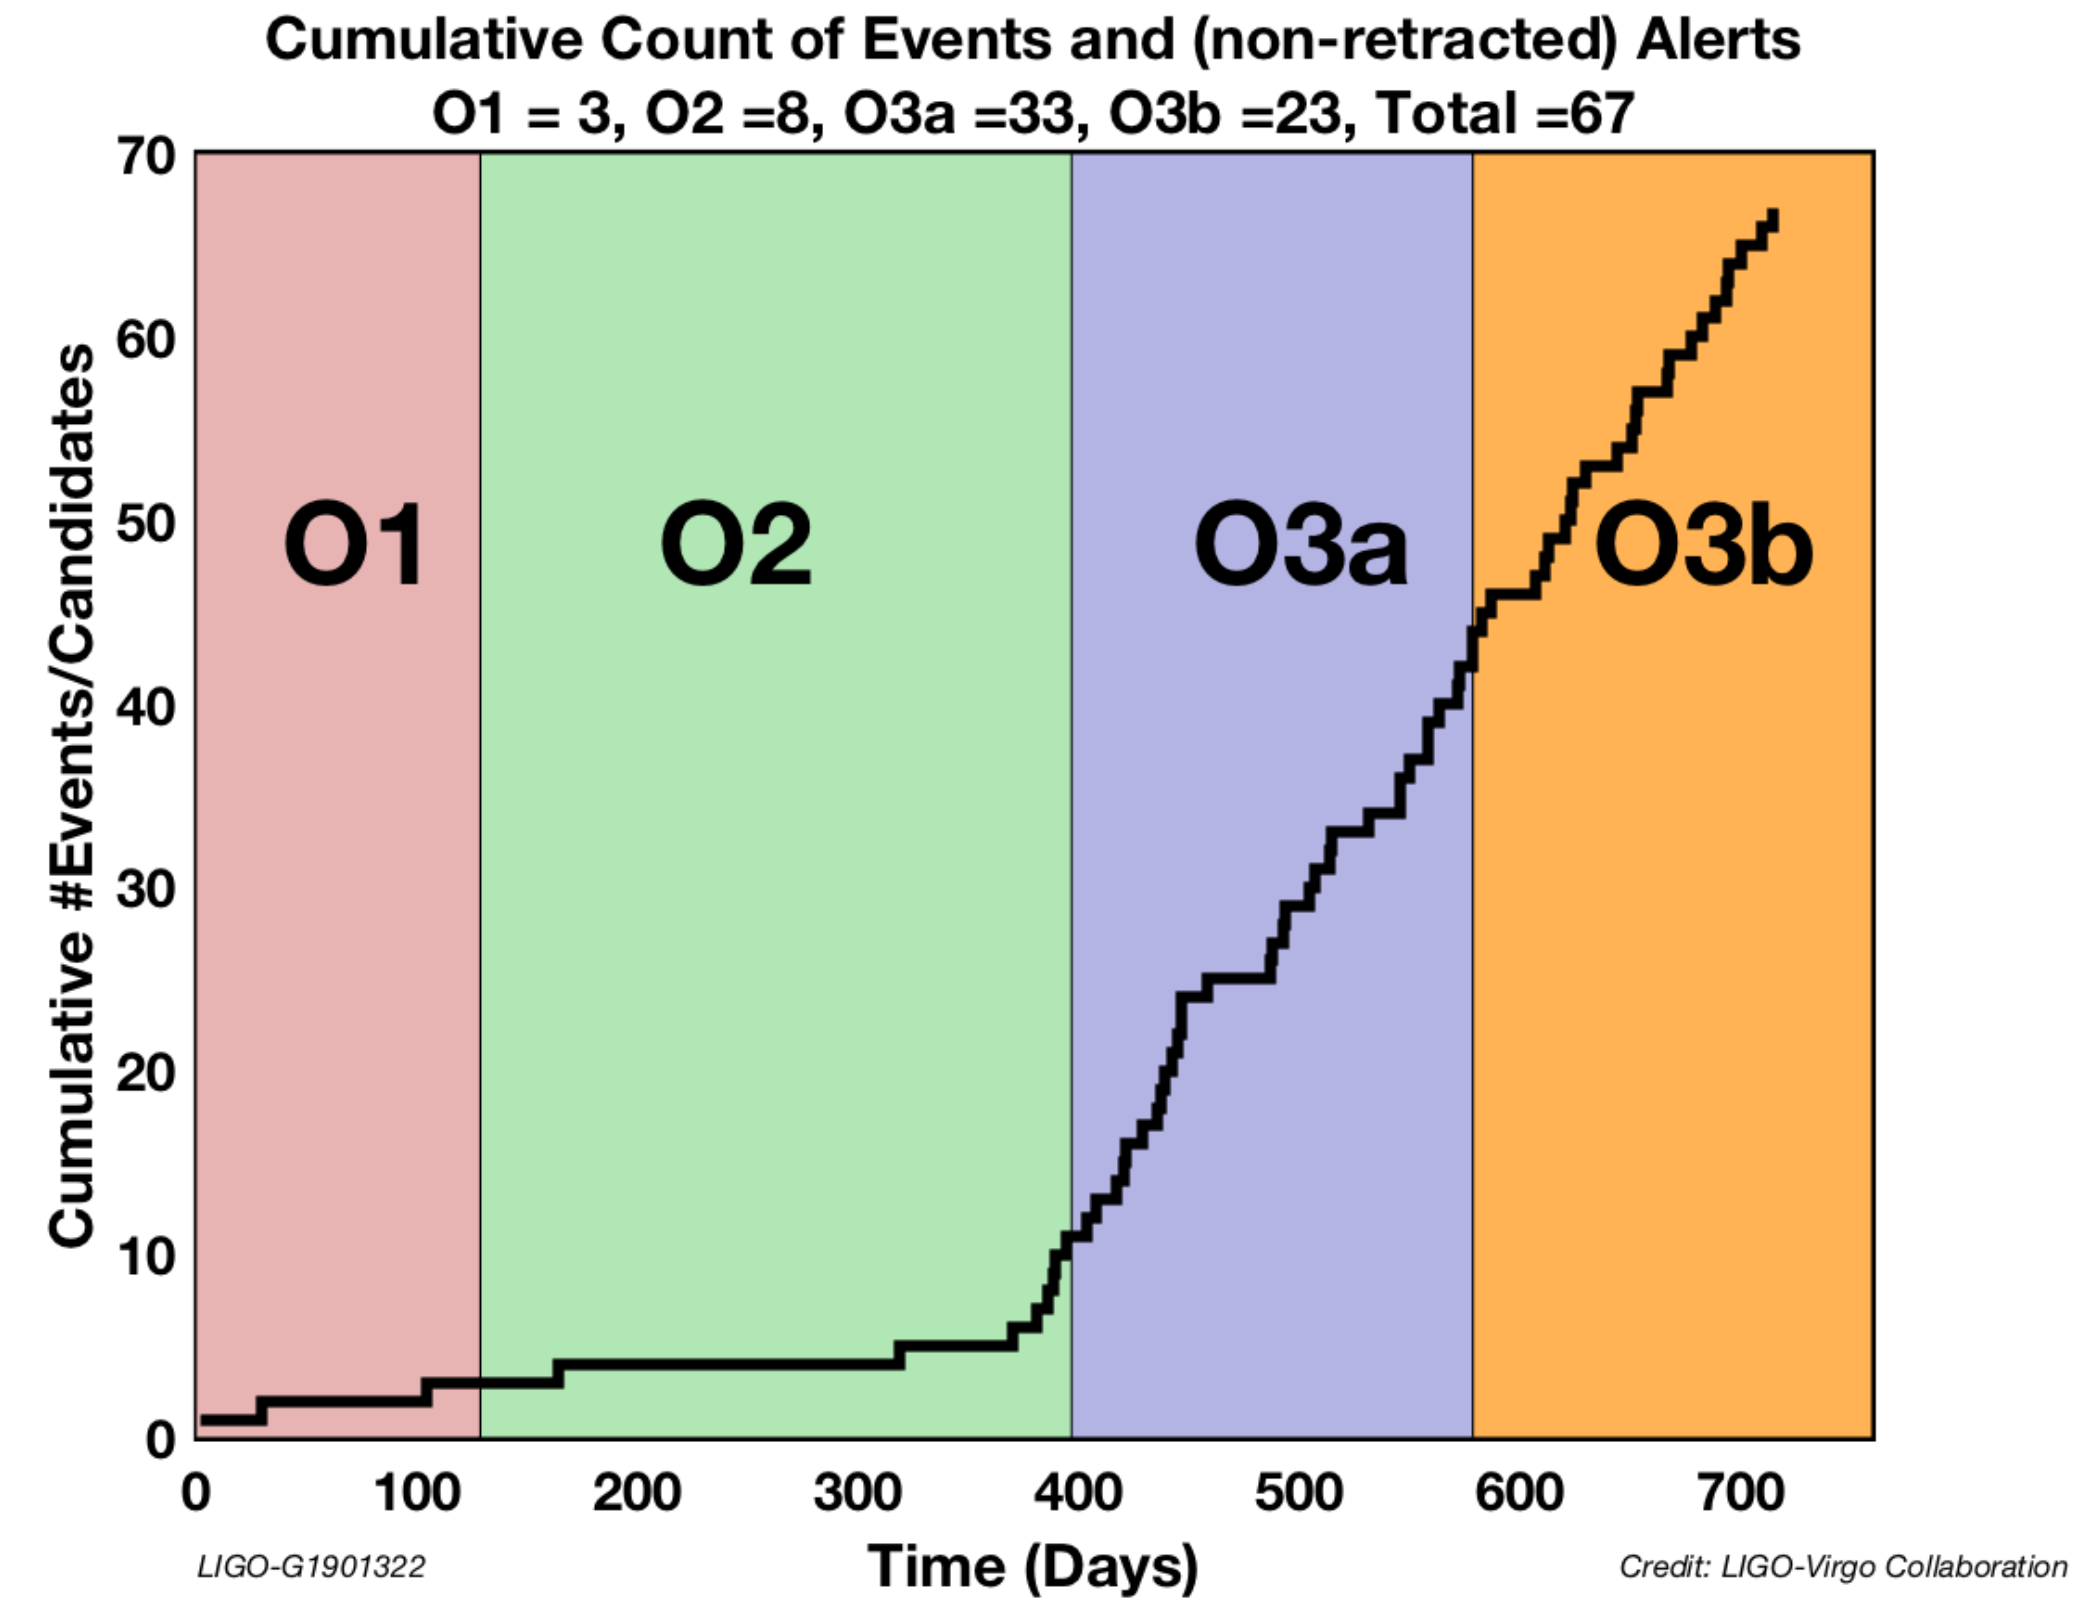 Cumulative Count of Events and (non-retracted) Alerts
O1 = 3, O2 =8, O3a =33, O3b =23, Total =67
Cumulative #Events/Candidates
70
60
50
40
30
20
10
0
O1
O2
O3a
O3b
0 100 200 300 400 500 600 700
Time (Days)
LIGO-G1901322
Credit: LIGO-Virgo Collaboration